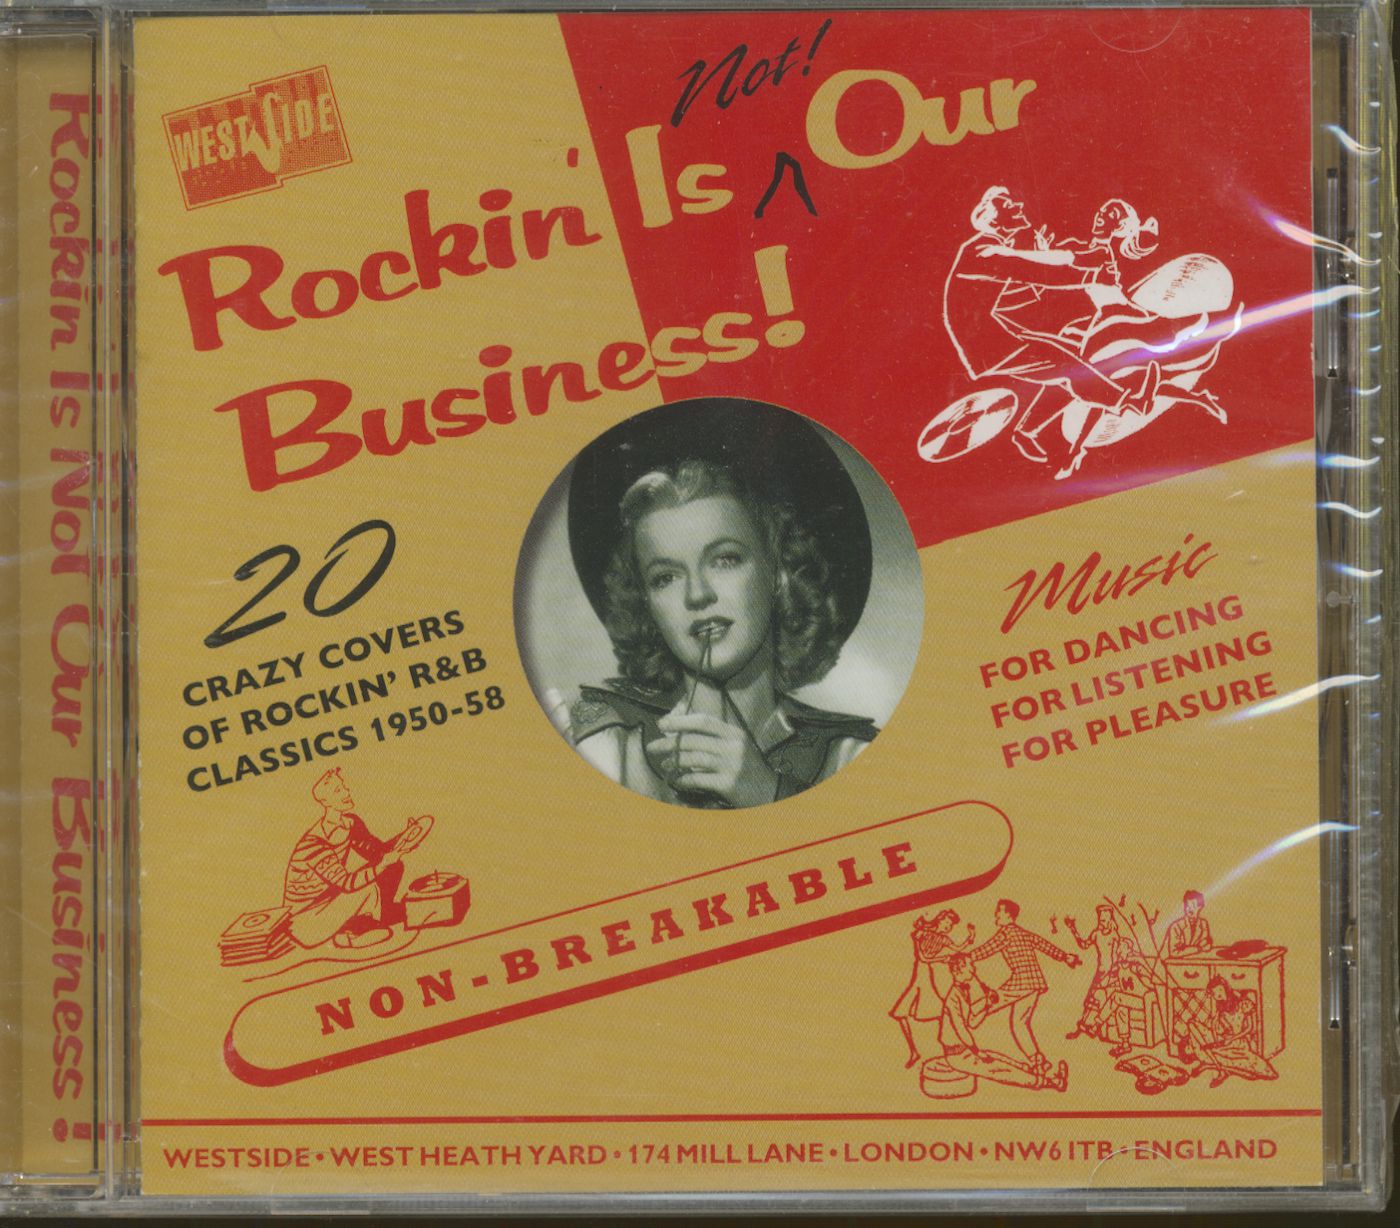 Rockin Is Not Our Business!
WEST SIDE
Not!
Rockin' Is ^ Our
Business!
20
CRAZY COVERS
OF ROCKIN' R&B
CLASSICS 1950-58
Music
FOR DANCING
FOR LISTENING
FOR PLEASURE
NON-BREAKABLE
WESTSIDE • WEST HEATH YARD • 174 MILL LANE • LONDON • NW6 1TB • ENGLAND